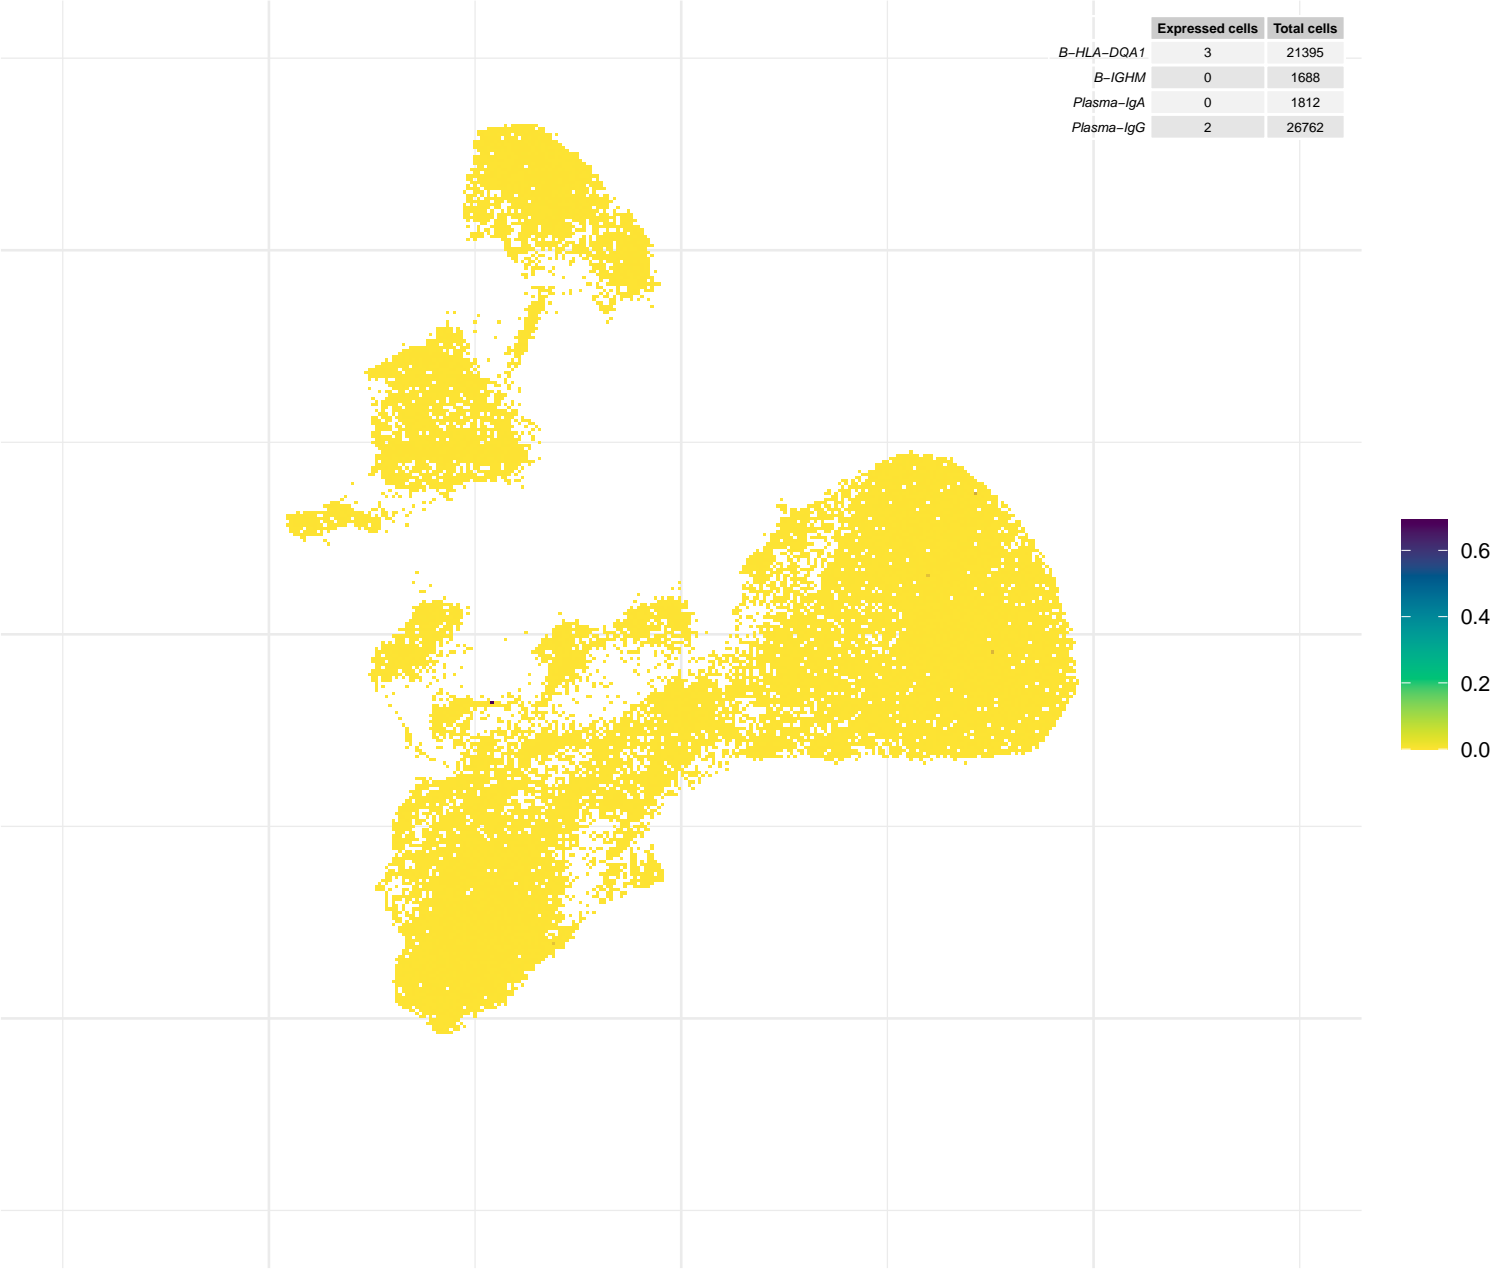 Expressed cells Total cells
B−HLA−DQA1 3 21395
B−IGHM 0 1688
Plasma−IgA 0 1812
Plasma−IgG 2 26762
0.6
0.4
0.2
0.0